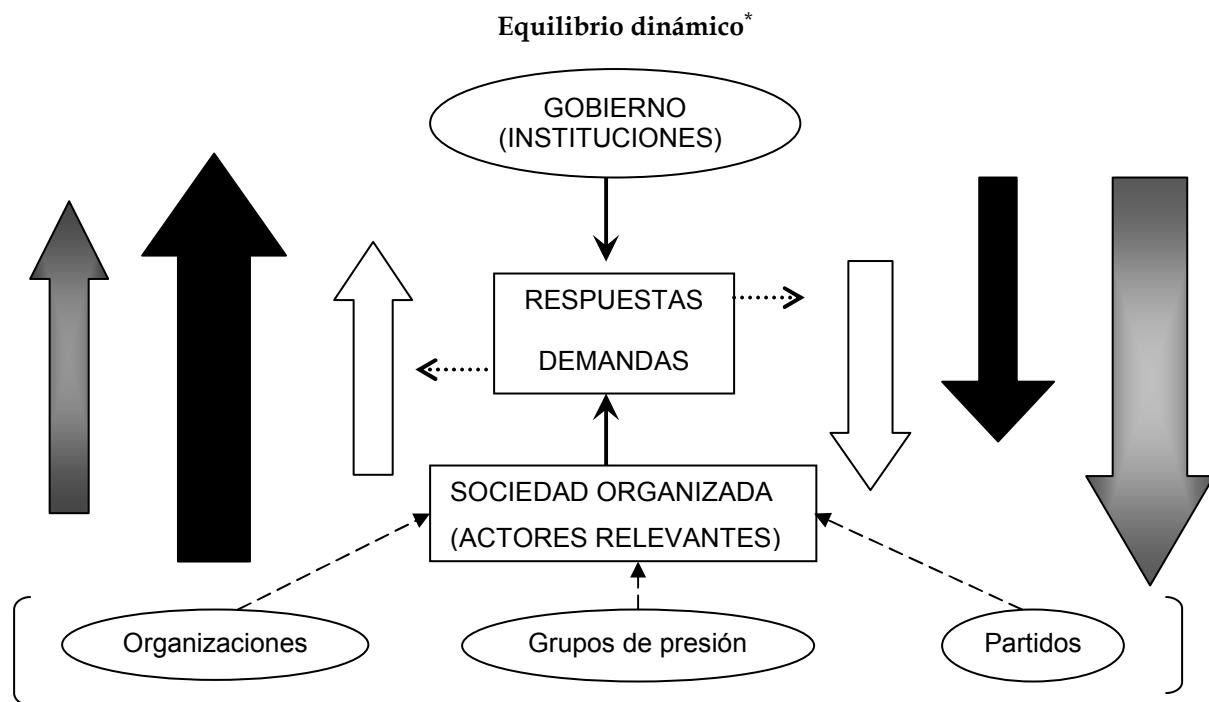 Equilibrio dinámico*
GOBIERNO
(INSTITUCIONES)
RESPUESTAS
DEMANDAS
SOCIEDAD ORGANIZADA
(ACTORES RELEVANTES)
Organizaciones
Grupos de presión
Partidos